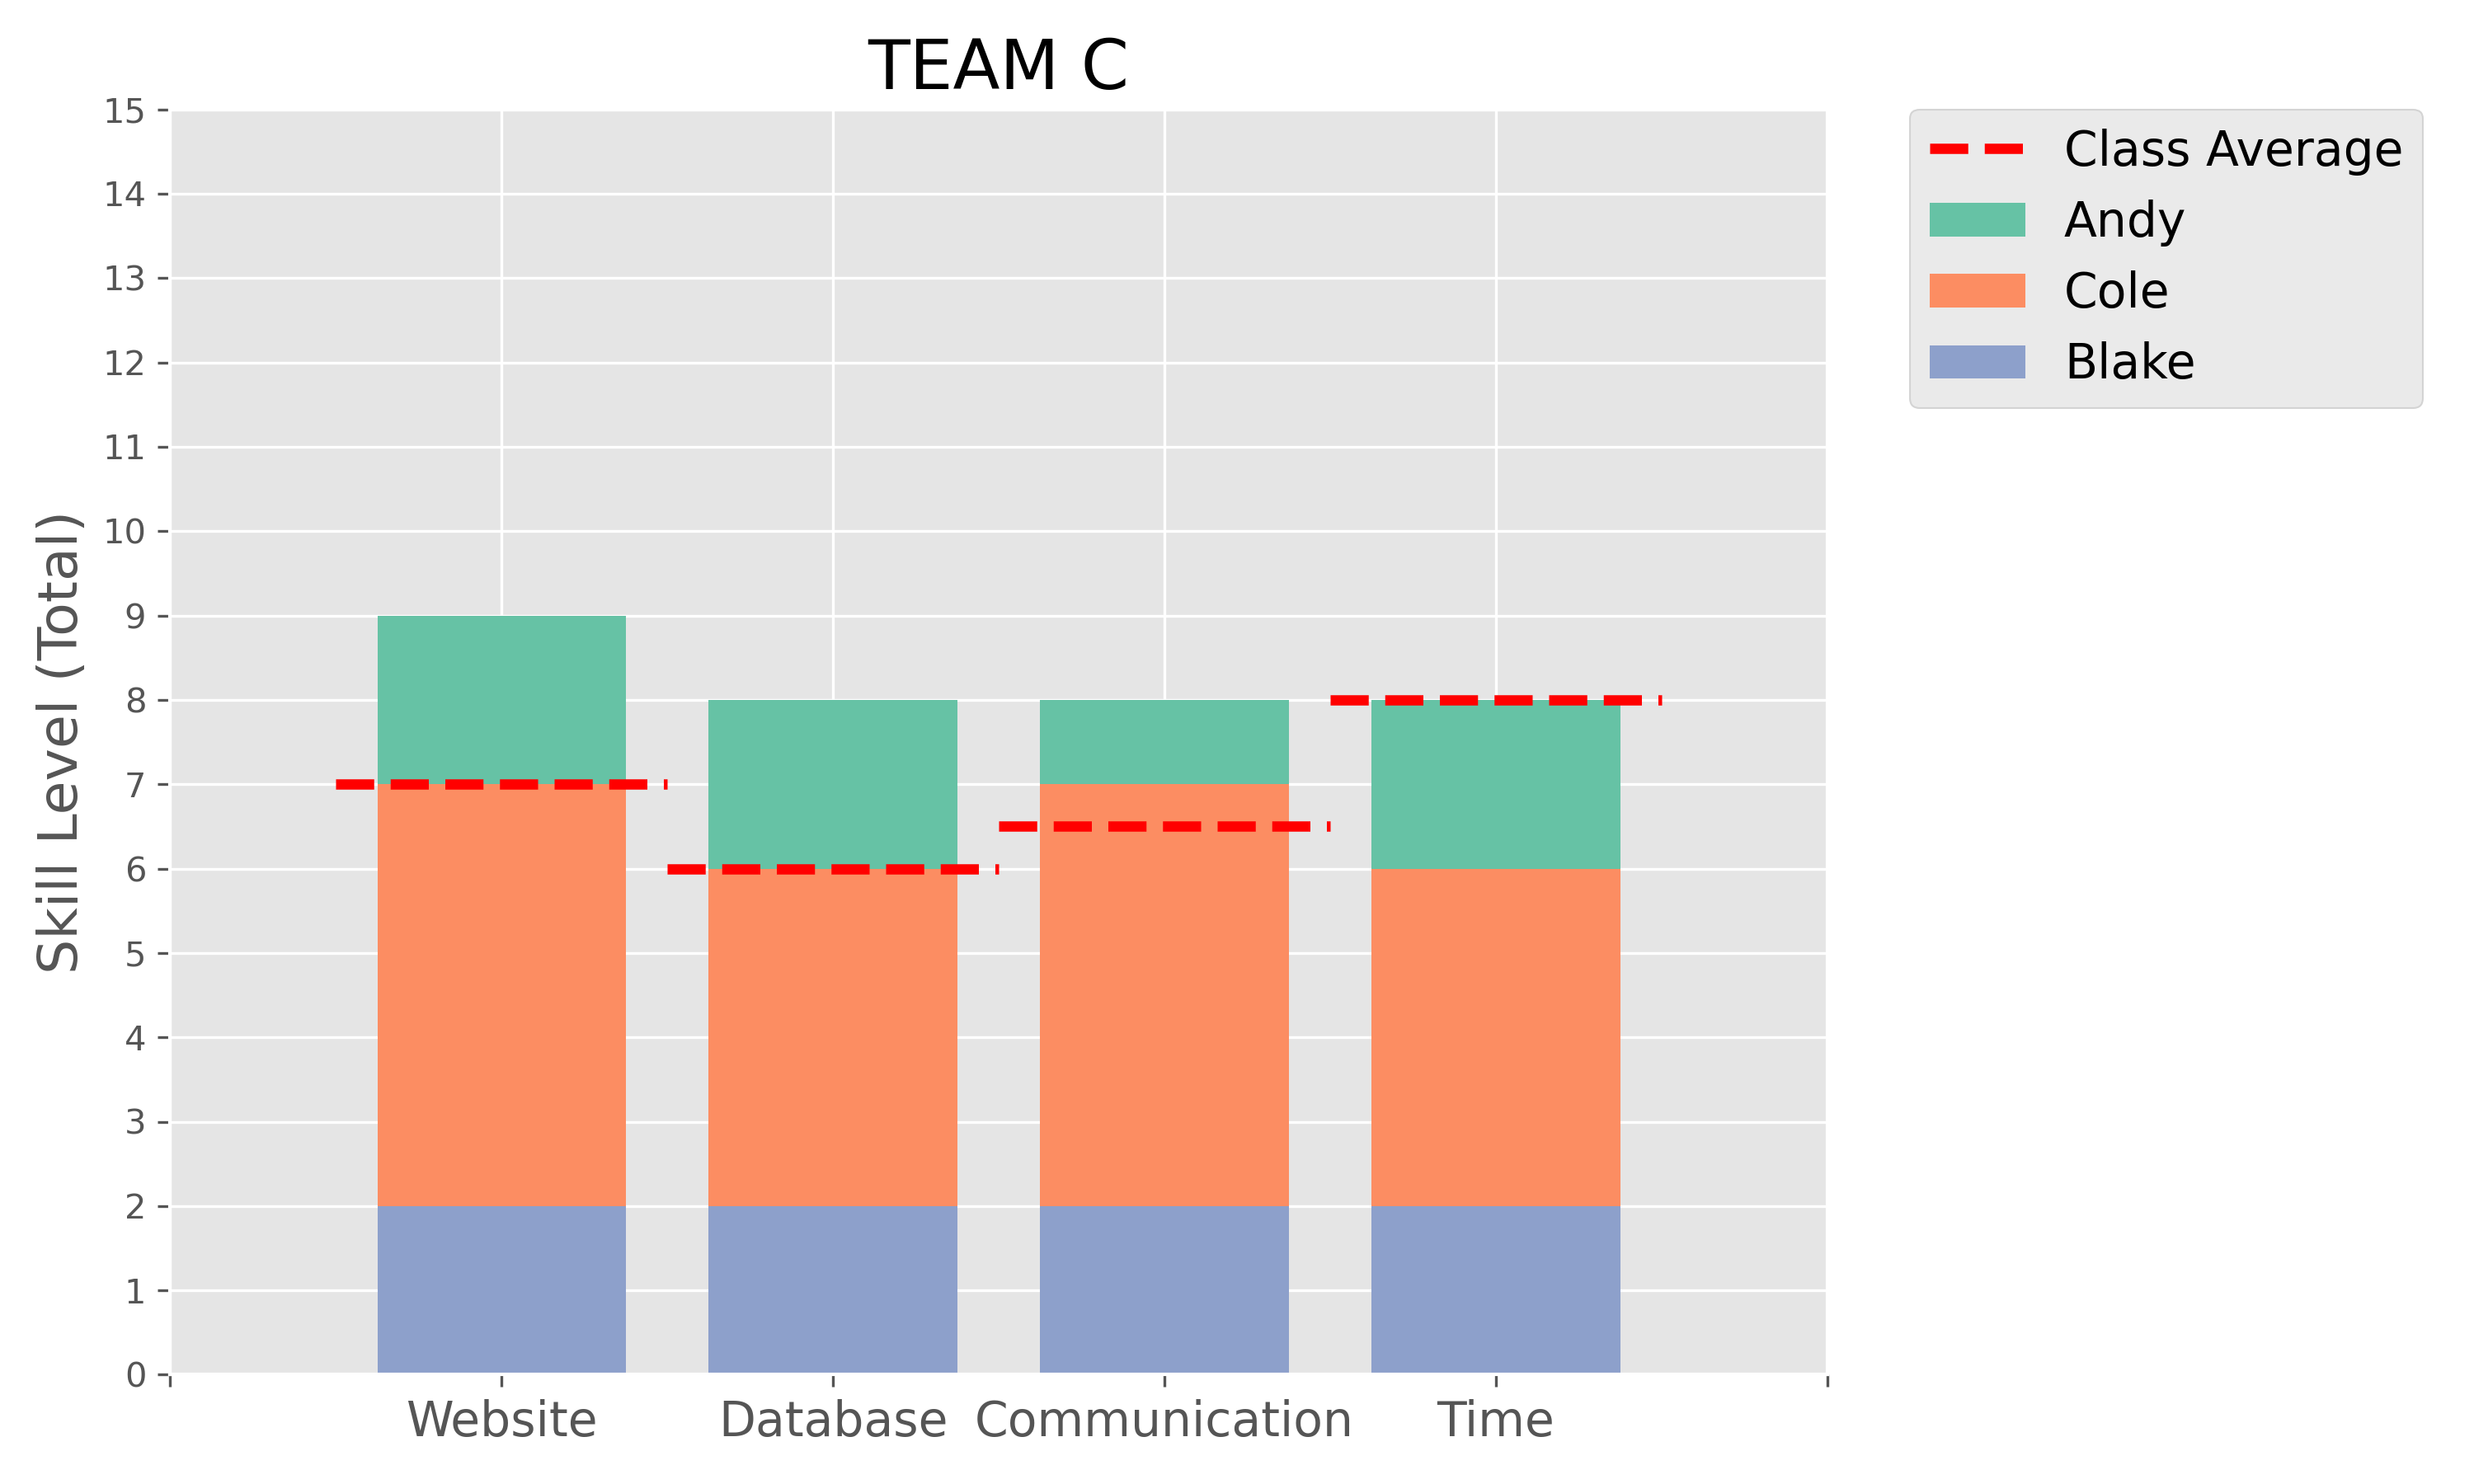 TEAM C
Class Average
Andy
Cole
Blake
Skill Level (Total)
15
14
13
12
11
10
9
8
7
6
5
4
3
2
1
0
Website
Database
Communication
Time